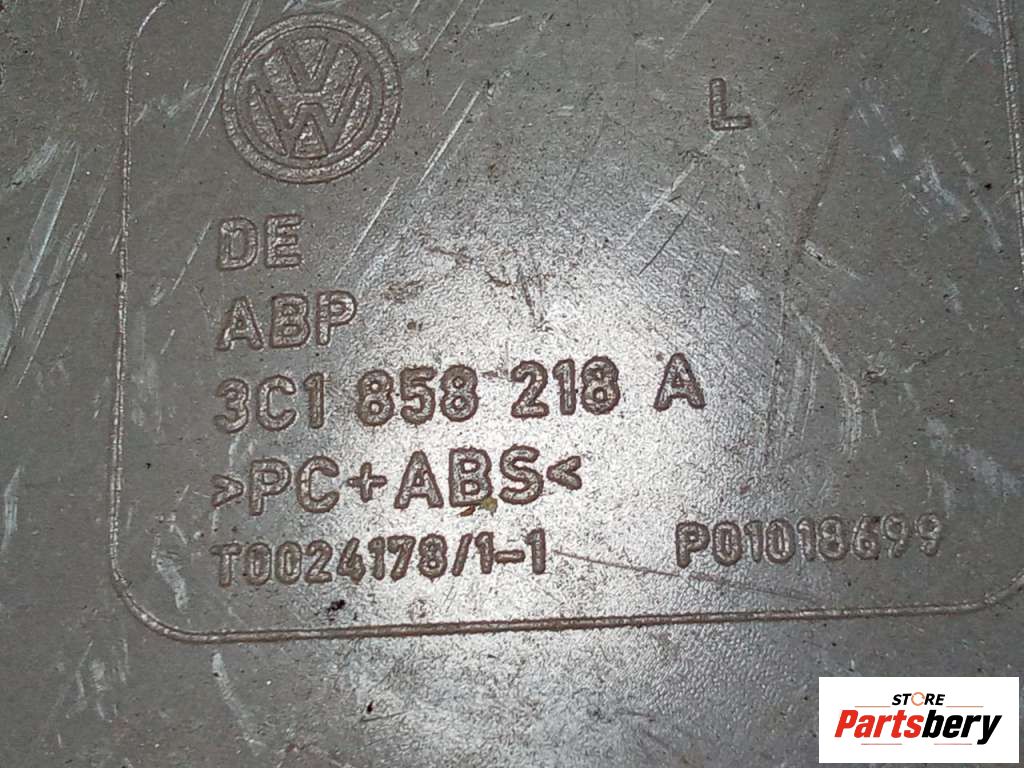 L
DE
ABP
3C1 858 218 A
>PC+ABS<
T0024178/1-1 P01018699
STORE
Partsbery